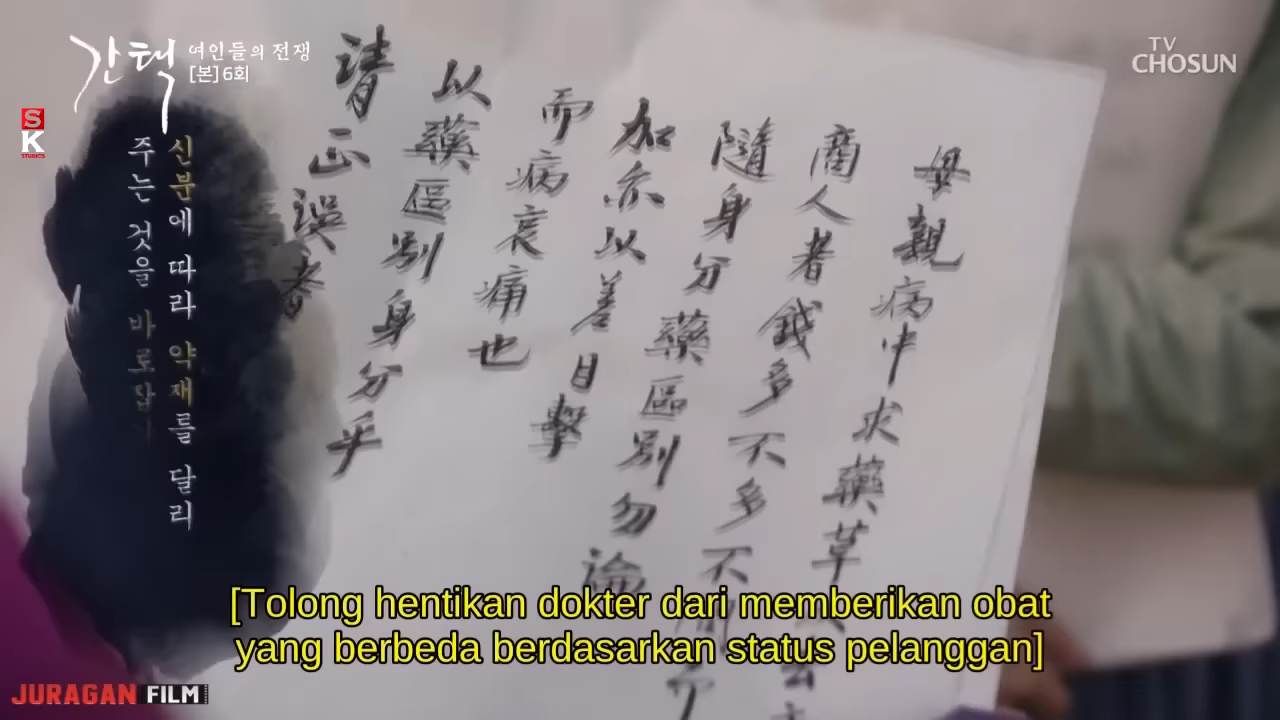 간택 여인들의 전쟁
[본]6회
TV
CHOSUN
SK
STUDIOS
신분에 따라 약재를 달리
주는 것을 바로잡
母親病中求藥草
商人者錢多不多不
隨身分藥區別勿論
加亦以善目擊
而病哀痛也
以藥區別身分乎
請正誤者
[Tolong hentikan dokter dari memberikan obat
yang berbeda berdasarkan status pelanggan]
JURAGAN FILM